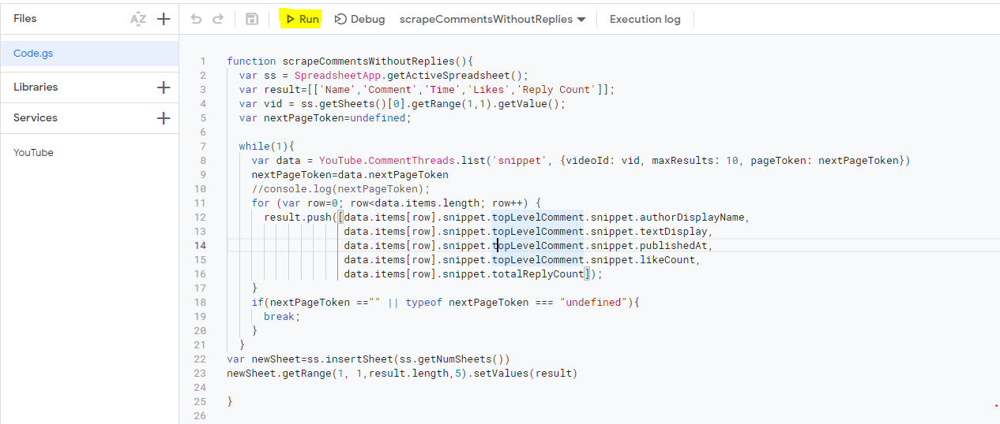 Files AZ Run Debug scrapeCommentsWithoutReplies Execution log
Code.gs
Libraries
Services
YouTube
1 function scrapeCommentsWithoutReplies(){
2 var ss = SpreadsheetApp.getActiveSpreadsheet();
3 var result=[['Name','Comment','Time','Likes','Reply Count']];
4 var vid = ss.getSheets()[0].getRange(1,1).getValue();
5 var nextPageToken=undefined;
6
7 while(1){
8 var data = YouTube.CommentThreads.list('snippet', {videoId: vid, maxResults: 10, pageToken: nextPageToken})
9 nextPageToken=data.nextPageToken
10 //console.log(nextPageToken);
11 for (var row=0; row<data.items.length; row++) {
12 result.push([data.items[row].snippet.topLevelComment.snippet.authorDisplayName,
13 data.items[row].snippet.topLevelComment.snippet.textDisplay,
14 data.items[row].snippet.topLevelComment.snippet.publishedAt,
15 data.items[row].snippet.topLevelComment.snippet.likeCount,
16 data.items[row].snippet.totalReplyCount]);
17 }
18 if(nextPageToken =="" || typeof nextPageToken === "undefined"){
19 break;
20 }
21 }
22 var newSheet=ss.insertSheet(ss.getNumSheets())
23 newSheet.getRange(1, 1,result.length,5).setValues(result)
24
25 }
26